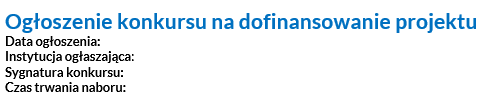 Ogłoszenie konkursu na dofinansowanie projektu
Data ogłoszenia:
Instytucja ogłaszająca:
Sygnatura konkursu:
Czas trwania naboru: